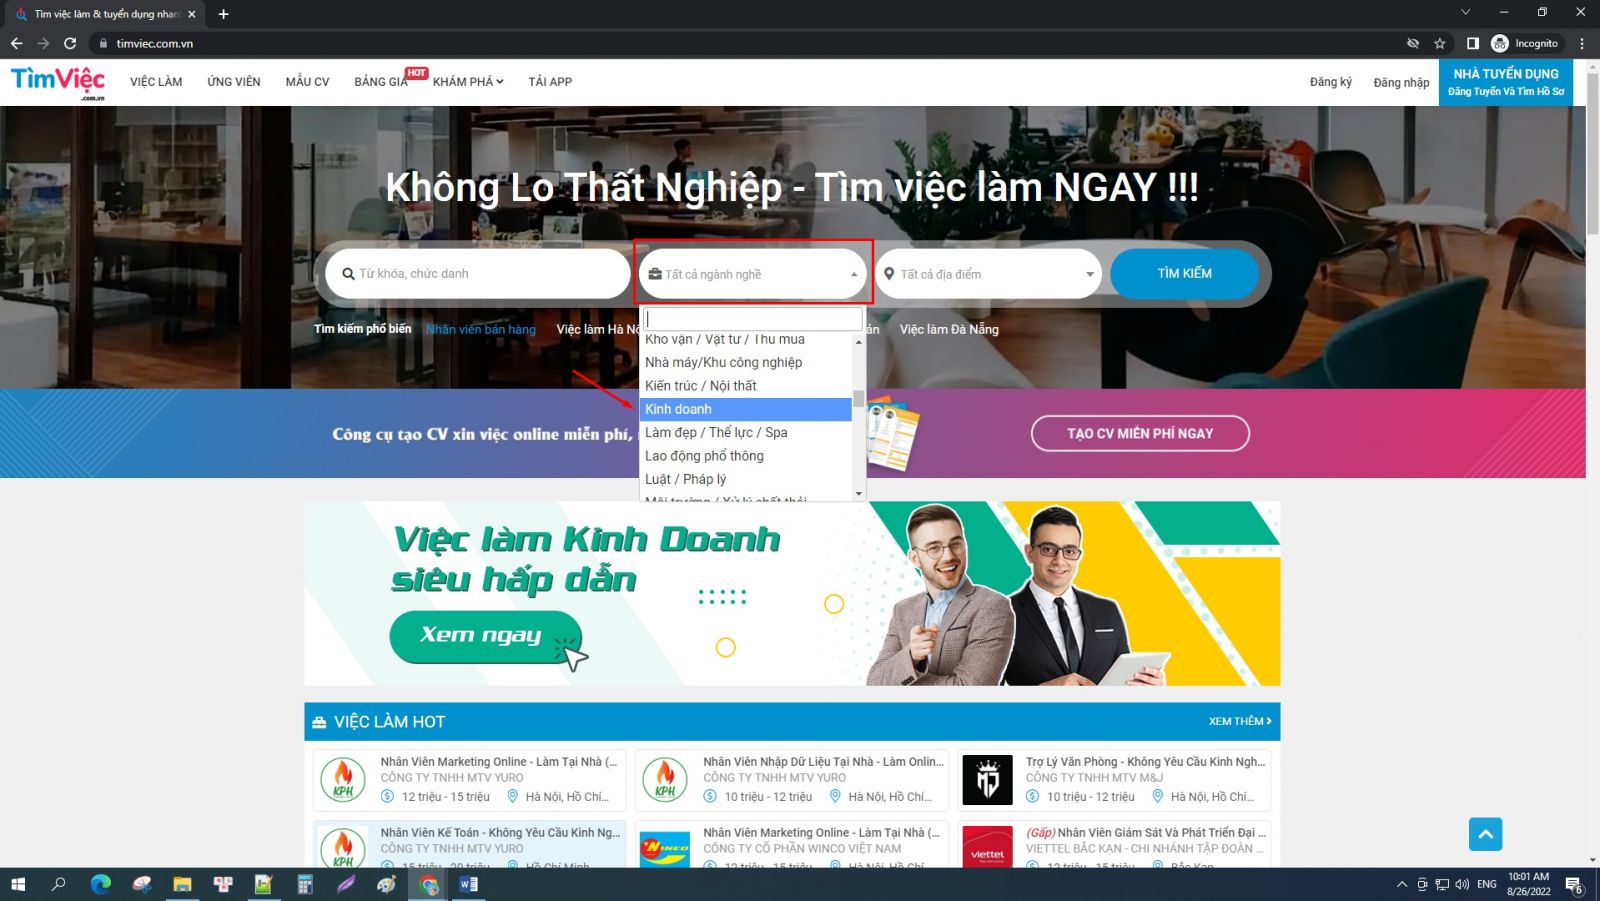 Tìm việc làm & tuyển dụng nhan
timviec.com.vn
Incognito
TìmViệc
.com.vn
VIỆC LÀM
ỨNG VIÊN
MẪU CV
BẢNG GIÁ
HOT
KHÁM PHÁ
TẢI APP
Đăng ký
Đăng nhập
NHÀ TUYỂN DỤNG
Đăng Tuyển Và Tìm Hồ Sơ
Không Lo Thất Nghiệp - Tìm việc làm NGAY !!!
Từ khóa, chức danh
Tất cả ngành nghề
Tất cả địa điểm
TÌM KIẾM
Tìm kiếm phổ biến
Nhân viên bán hàng
Việc làm Hà Nộ
ản
Việc làm Đà Nẵng
Kho vận / Vật tư / Thu mua
Nhà máy/Khu công nghiệp
Kiến trúc / Nội thất
Kinh doanh
Làm đẹp / Thể lực / Spa
Lao động phổ thông
Luật / Pháp lý
Môi trường / Xử lý chất thải
Công cụ tạo CV xin việc online miễn phí,
TẠO CV MIỄN PHÍ NGAY
Việc làm Kinh Doanh
siêu hấp dẫn
Xem ngay
VIỆC LÀM HOT
XEM THÊM
Nhân Viên Marketing Online - Làm Tại Nhà (...
CÔNG TY TNHH MTV YURO
12 triệu - 15 triệu
Hà Nội, Hồ Chí...
KPH
Nhân Viên Nhập Dữ Liệu Tại Nhà - Làm Onlin...
CÔNG TY TNHH MTV YURO
10 triệu - 12 triệu
Hà Nội, Hồ Chí...
KPH
Trợ Lý Văn Phòng - Không Yêu Cầu Kinh Ngh...
CÔNG TY TNHH MTV M&J
10 triệu - 12 triệu
Hà Nội, Hồ Chí...
MJ
Nhân Viên Kế Toán - Không Yêu Cầu Kinh Ng...
CÔNG TY TNHH MTV YURO
15 triệu - 20 triệu
Hồ Chí Minh
KPH
Nhân Viên Marketing Online - Làm Tại Nhà (...
CÔNG TY CỔ PHẦN WINCO VIỆT NAM
12 triệu - 15 triệu
Hà Nội, Hồ Chí...
WINCO
(Gấp) Nhân Viên Giám Sát Và Phát Triển Đại ...
VIETTEL BẮC KẠN - CHI NHÁNH TẬP ĐOÀN ...
12 triệu - 15 triệu
Bắc Kạn
viettel
ENG
10:01 AM
8/26/2022
6